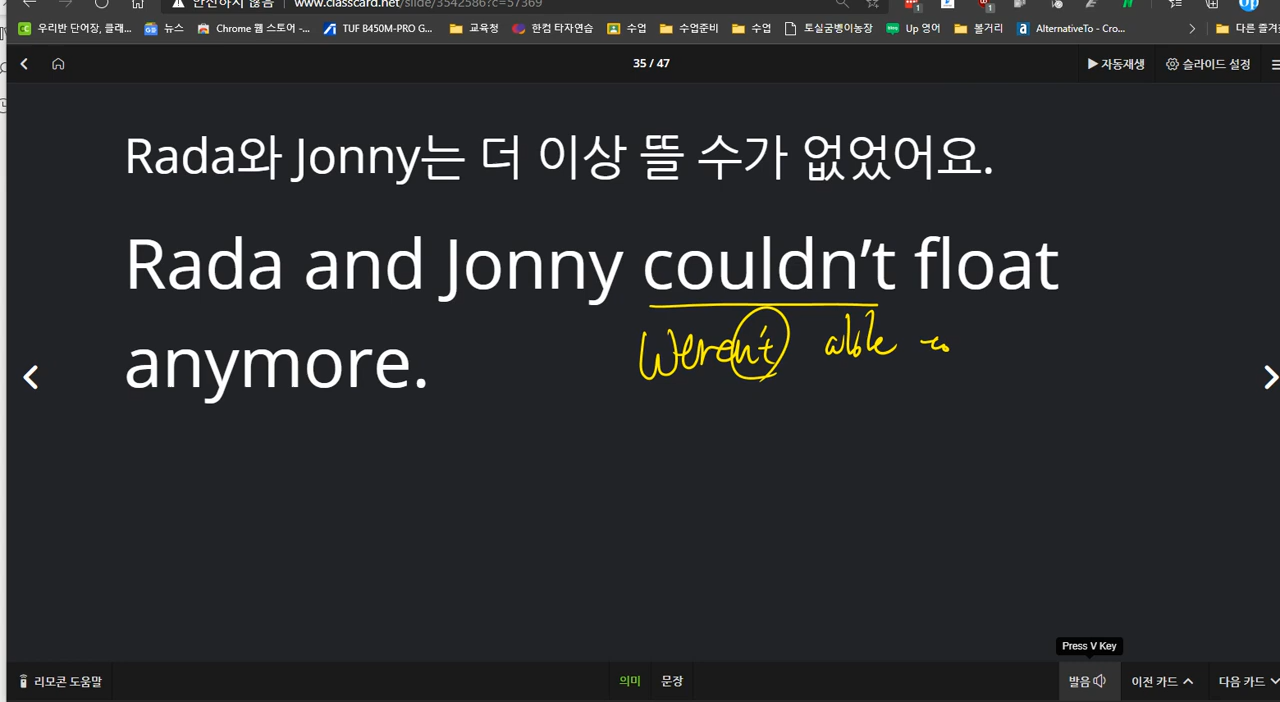 안전하지 않음 | www.classcard.net/slide/3542586?c=57369
우리반 단어장, 클래... 뉴스 Chrome 웹 스토어 -... TUF B450M-PRO G... 교육청 한컴 타자연습 수업 수업준비 수업 토실궁뱅이농장 Up 영어 볼거리 AlternativeTo - Cro... 다른 즐겨
35 / 47 자동재생 슬라이드 설정
Rada와 Jonny는 더 이상 뜰 수가 없었어요.
Rada and Jonny couldn’t float
anymore.
weren't able to
Press V Key
리모콘 도움말 의미 문장 발음 이전 카드 다음 카드